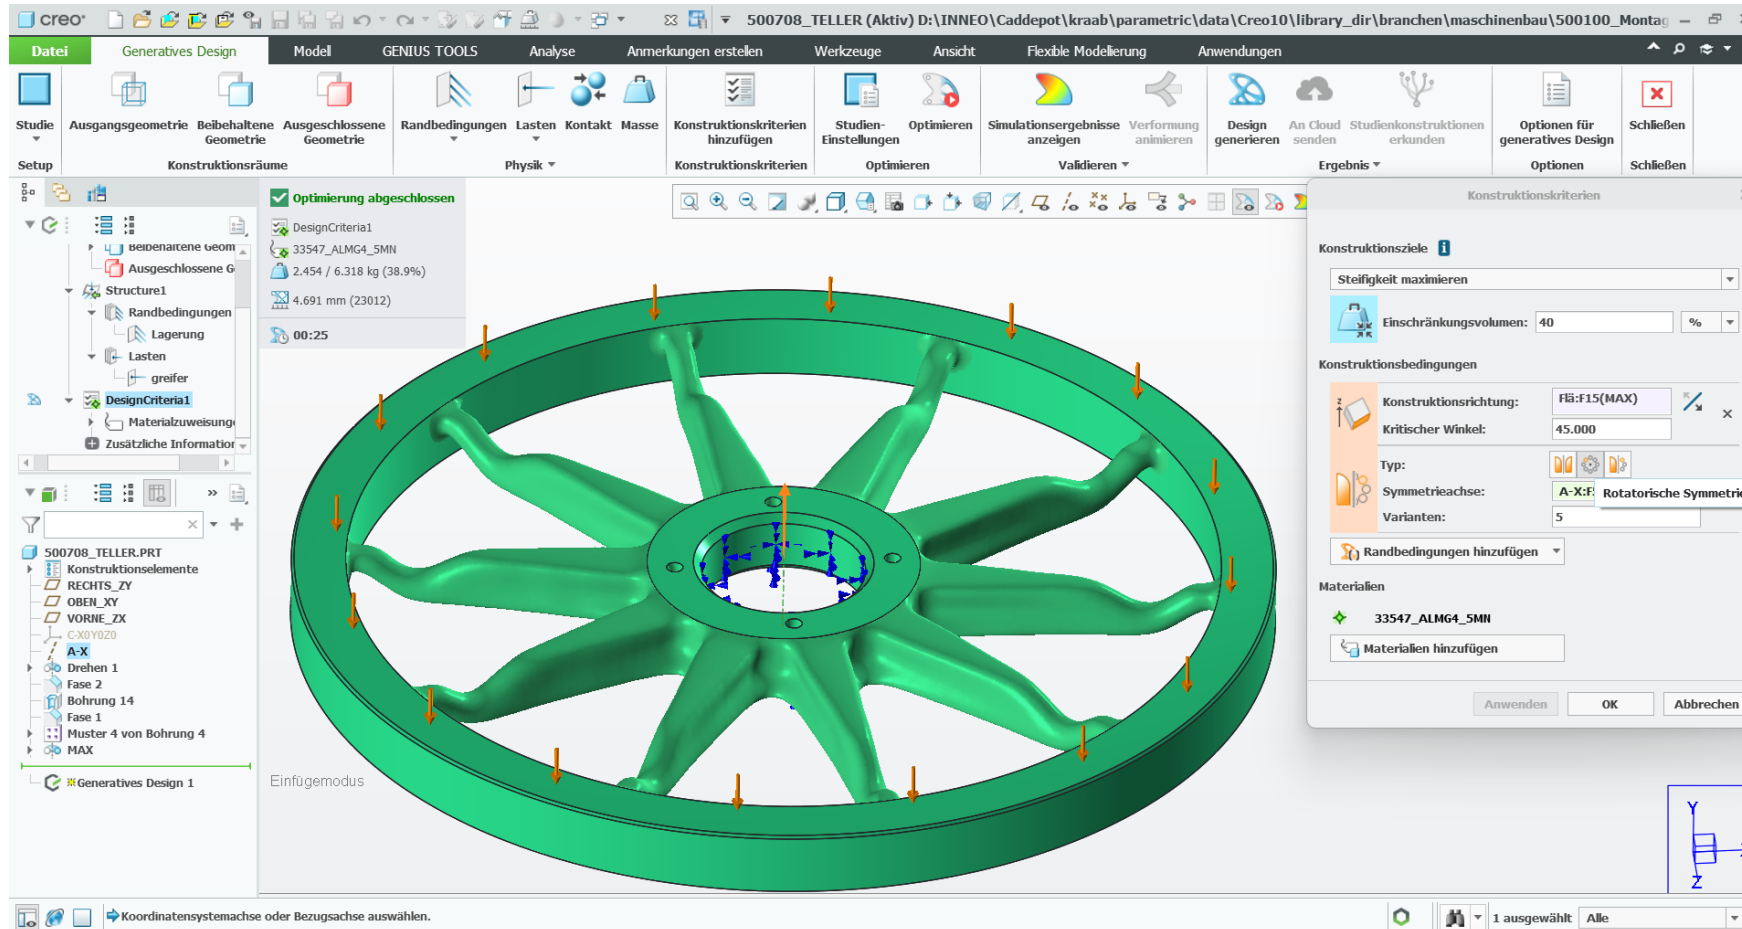 creo°
500708_TELLER (Aktiv) D:\INNEO\Caddepot\kraab\parametric\data\Creo10\library_dir\branchen\maschinenbau\500100_Montag
Datei Generatives Design Modell GENIUS TOOLS Analyse Anmerkungen erstellen Werkzeuge Ansicht Flexible Modellierung Anwendungen
Studie Ausgangsgeometrie Beibehaltene Geometrie Ausgeschlossene Geometrie Randbedingungen Lasten Kontakt Masse Konstruktionskriterien hinzufügen Studien-Einstellungen Optimieren Simulationsergebnisse anzeigen Verformung animieren Design generieren An Cloud senden Studienkonstruktionen erkunden Optionen für generatives Design Schließen
Setup Konstruktionsräume Physik Konstruktionskriterien Optimieren Validieren Ergebnis Optionen Schließen
Beibehaltene Geom
Ausgeschlossene G
Structure1
Randbedingungen
Lagerung
Lasten
greifer
DesignCriteria1
Materialzuweisung
Zusätzliche Information
500708_TELLER.PRT
Konstruktionselemente
RECHTS_ZY
OBEN_XY
VORNE_ZX
C-X0Y0Z0
A-X
Drehen 1
Fase 2
Bohrung 14
Fase 1
Muster 4 von Bohrung 4
MAX
Generatives Design 1
Optimierung abgeschlossen
DesignCriteria1
33547_ALMG4_5MN
2.454 / 6.318 kg (38.9%)
4.691 mm (23012)
00:25
Einfügemodus
Konstruktionskriterien
Konstruktionsziele
Steifigkeit maximieren
Einschränkungsvolumen: 40 %
Konstruktionsbedingungen
Konstruktionsrichtung: Flä:F15(MAX)
Kritischer Winkel: 45.000
Typ:
Symmetrieachse: A-X:F
Rotatorische Symmetrie
Varianten: 5
Randbedingungen hinzufügen
Materialien
33547_ALMG4_5MN
Materialien hinzufügen
Anwenden OK Abbrechen
Y
Z
Koordinatensystemachse oder Bezugsachse auswählen.
1 ausgewählt Alle